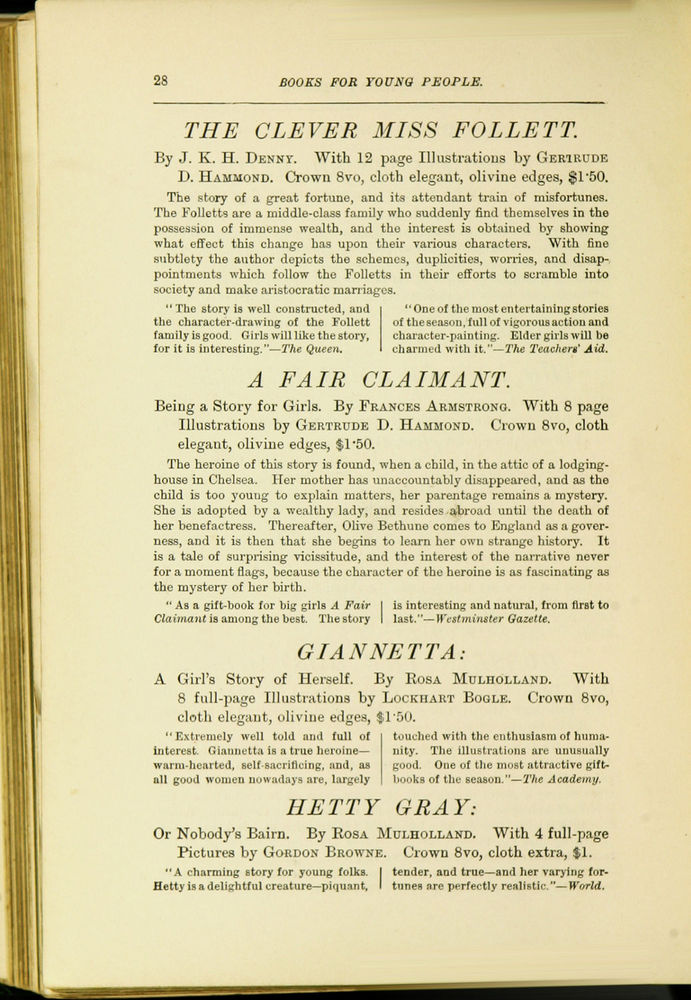 28 BOOKS FOR YOUNG PEOPLE.
THE CLEVER MISS FOLLETT.
By J. K. H. DENNY. With 12 page Illustrations by GERTRUDE
D. HAMMOND. Crown 8vo, cloth elegant, olivine edges, $1·50.
The story of a great fortune, and its attendant train of misfortunes.
The Folletts are a middle-class family who suddenly find themselves in the
possession of immense wealth, and the interest is obtained by showing
what effect this change has upon their various characters. With fine
subtlety the author depicts the schemes, duplicities, worries, and disap-
pointments which follow the Folletts in their efforts to scramble into
society and make aristocratic marriages.
"The story is well constructed, and
the character-drawing of the Follett
family is good. Girls will like the story,
for it is interesting."—The Queen.
"One of the most entertaining stories
of the season, full of vigorous action and
character-painting. Elder girls will be
charmed with it."—The Teachers' Aid.
A FAIR CLAIMANT.
Being a Story for Girls. By FRANCES ARMSTRONG. With 8 page
Illustrations by GERTRUDE D. HAMMOND. Crown 8vo, cloth
elegant, olivine edges, $1·50.
The heroine of this story is found, when a child, in the attic of a lodging-
house in Chelsea. Her mother has unaccountably disappeared, and as the
child is too young to explain matters, her parentage remains a mystery.
She is adopted by a wealthy lady, and resides abroad until the death of
her benefactress. Thereafter, Olive Bethune comes to England as a gover-
ness, and it is then that she begins to learn her own strange history. It
is a tale of surprising vicissitude, and the interest of the narrative never
for a moment flags, because the character of the heroine is as fascinating as
the mystery of her birth.
"As a gift-book for big girls A Fair
Claimant is among the best. The story
is interesting and natural, from first to
last."—Westminster Gazette.
GIANNETTA:
A Girl's Story of Herself. By ROSA MULHOLLAND. With
8 full-page Illustrations by LOCKHART BOGLE. Crown 8vo,
cloth elegant, olivine edges, $1·50.
"Extremely well told and full of
interest. Giannetta is a true heroine—
warm-hearted, self-sacrificing, and, as
all good women nowadays are, largely
touched with the enthusiasm of huma-
nity. The illustrations are unusually
good. One of the most attractive gift-
books of the season."—The Academy.
HETTY GRAY:
Or Nobody's Bairn. By ROSA MULHOLLAND. With 4 full-page
Pictures by GORDON BROWNE. Crown 8vo, cloth extra, $1.
"A charming story for young folks.
Hetty is a delightful creature—piquant,
tender, and true—and her varying for-
tunes are perfectly realistic."—World.